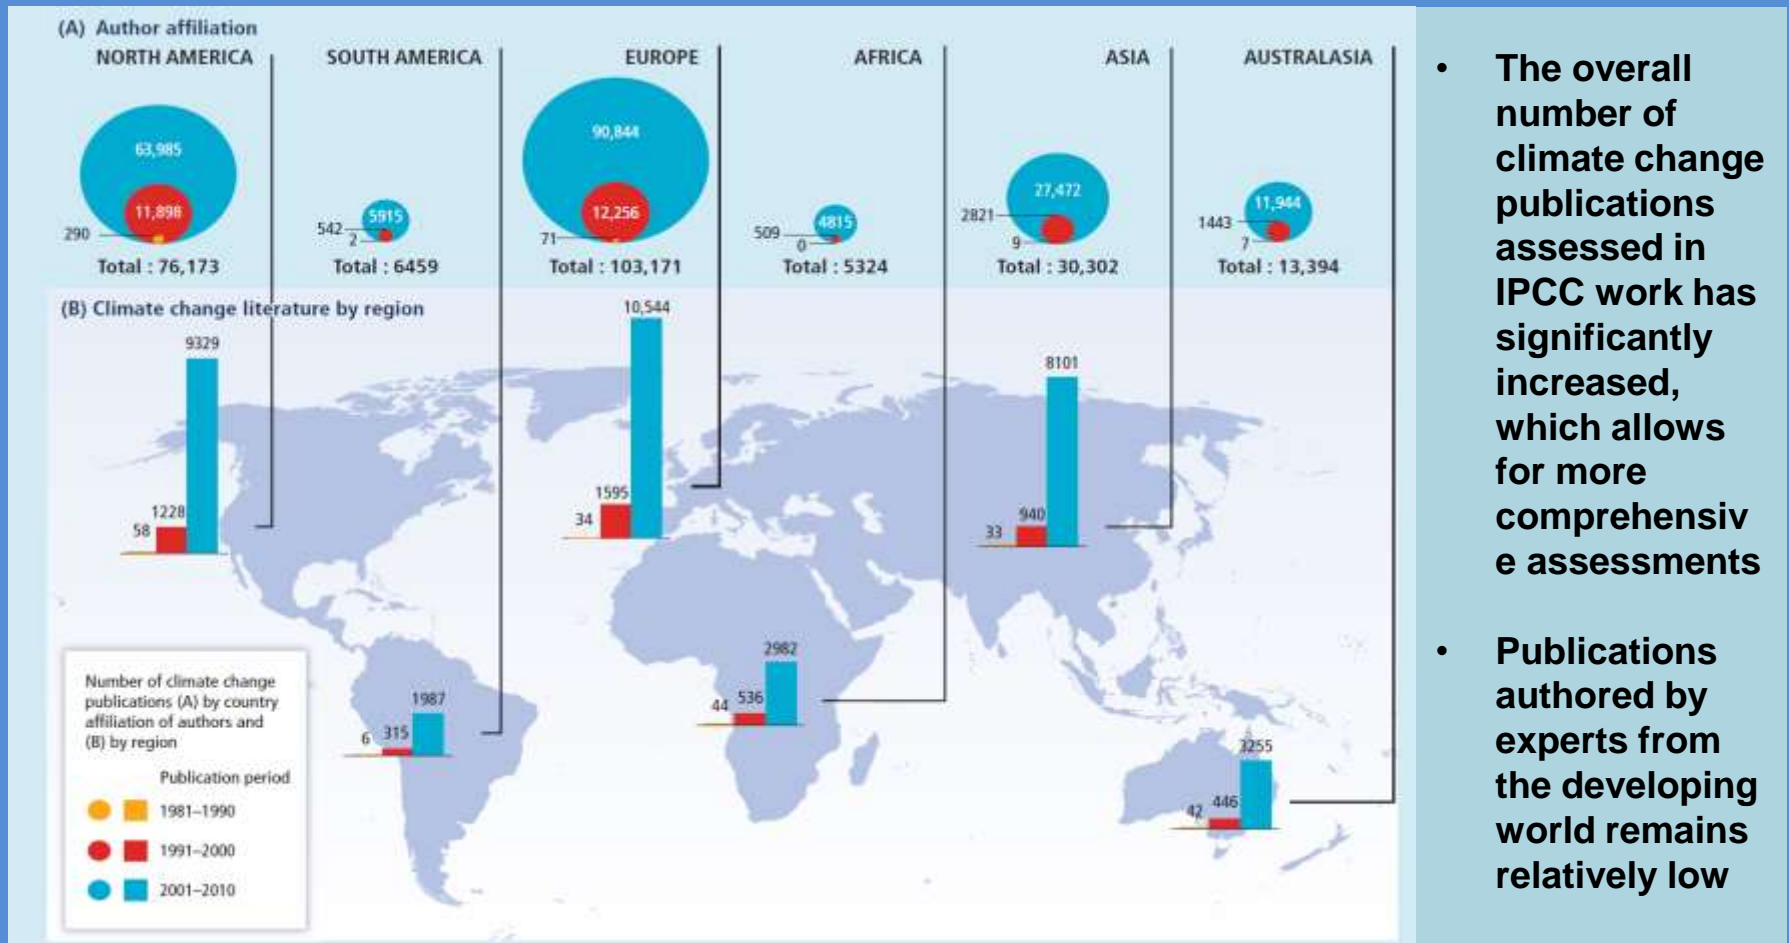 (A) Author affiliation
NORTH AMERICA
SOUTH AMERICA
EUROPE
AFRICA
ASIA
AUSTRALASIA
63,985
11,898
290
Total : 76,173
5915
542
2
Total : 6459
90,844
12,256
71
Total : 103,171
4815
509
0
Total : 5324
27,472
2821
9
Total : 30,302
11,944
1443
7
Total : 13,394
(B) Climate change literature by region
9329
1228
58
10,544
1595
34
8101
940
33
2982
536
44
1987
315
6
3255
446
42
Number of climate change
publications (A) by country
affiliation of authors and
(B) by region
Publication period
1981–1990
1991–2000
2001–2010
• The overall
number of
climate change
publications
assessed in
IPCC work has
significantly
increased,
which allows
for more
comprehensiv
e assessments
• Publications
authored by
experts from
the developing
world remains
relatively low